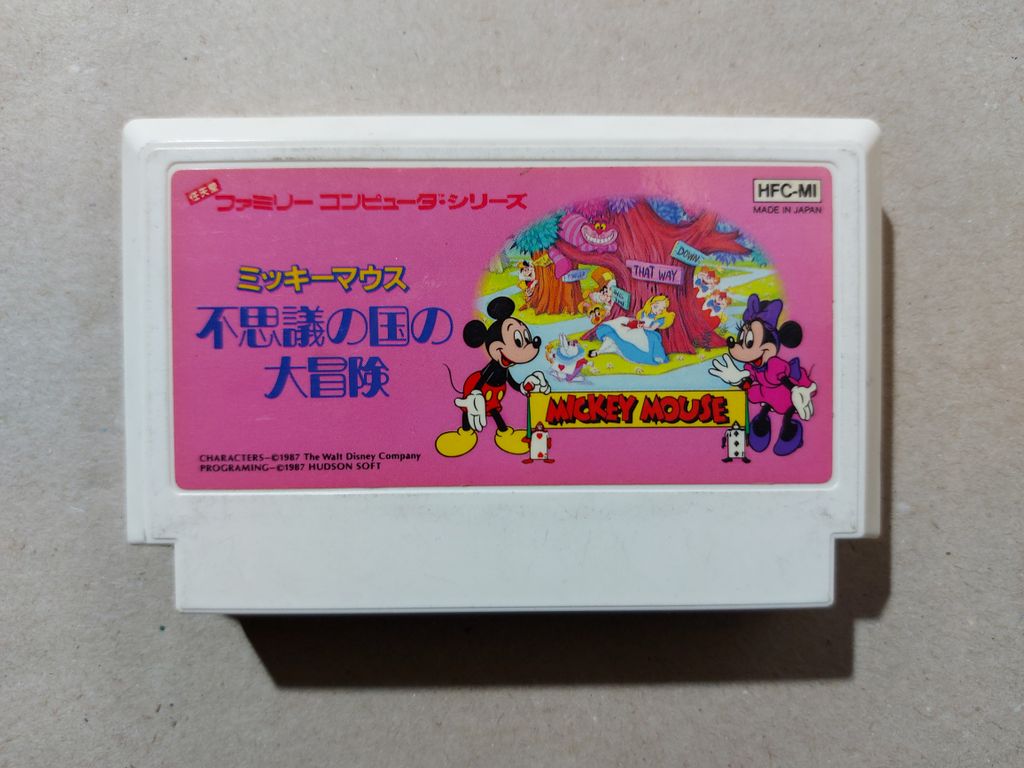 任天堂
ファミリー コンピュータ・シリーズ
HFC-MI
MADE IN JAPAN
ミッキーマウス
不思議の国の
大冒険
DOWN
THAT WAY
MICKEY MOUSE
CHARACTERS–©1987 The Walt Disney Company
PROGRAMING–©1987 HUDSON SOFT